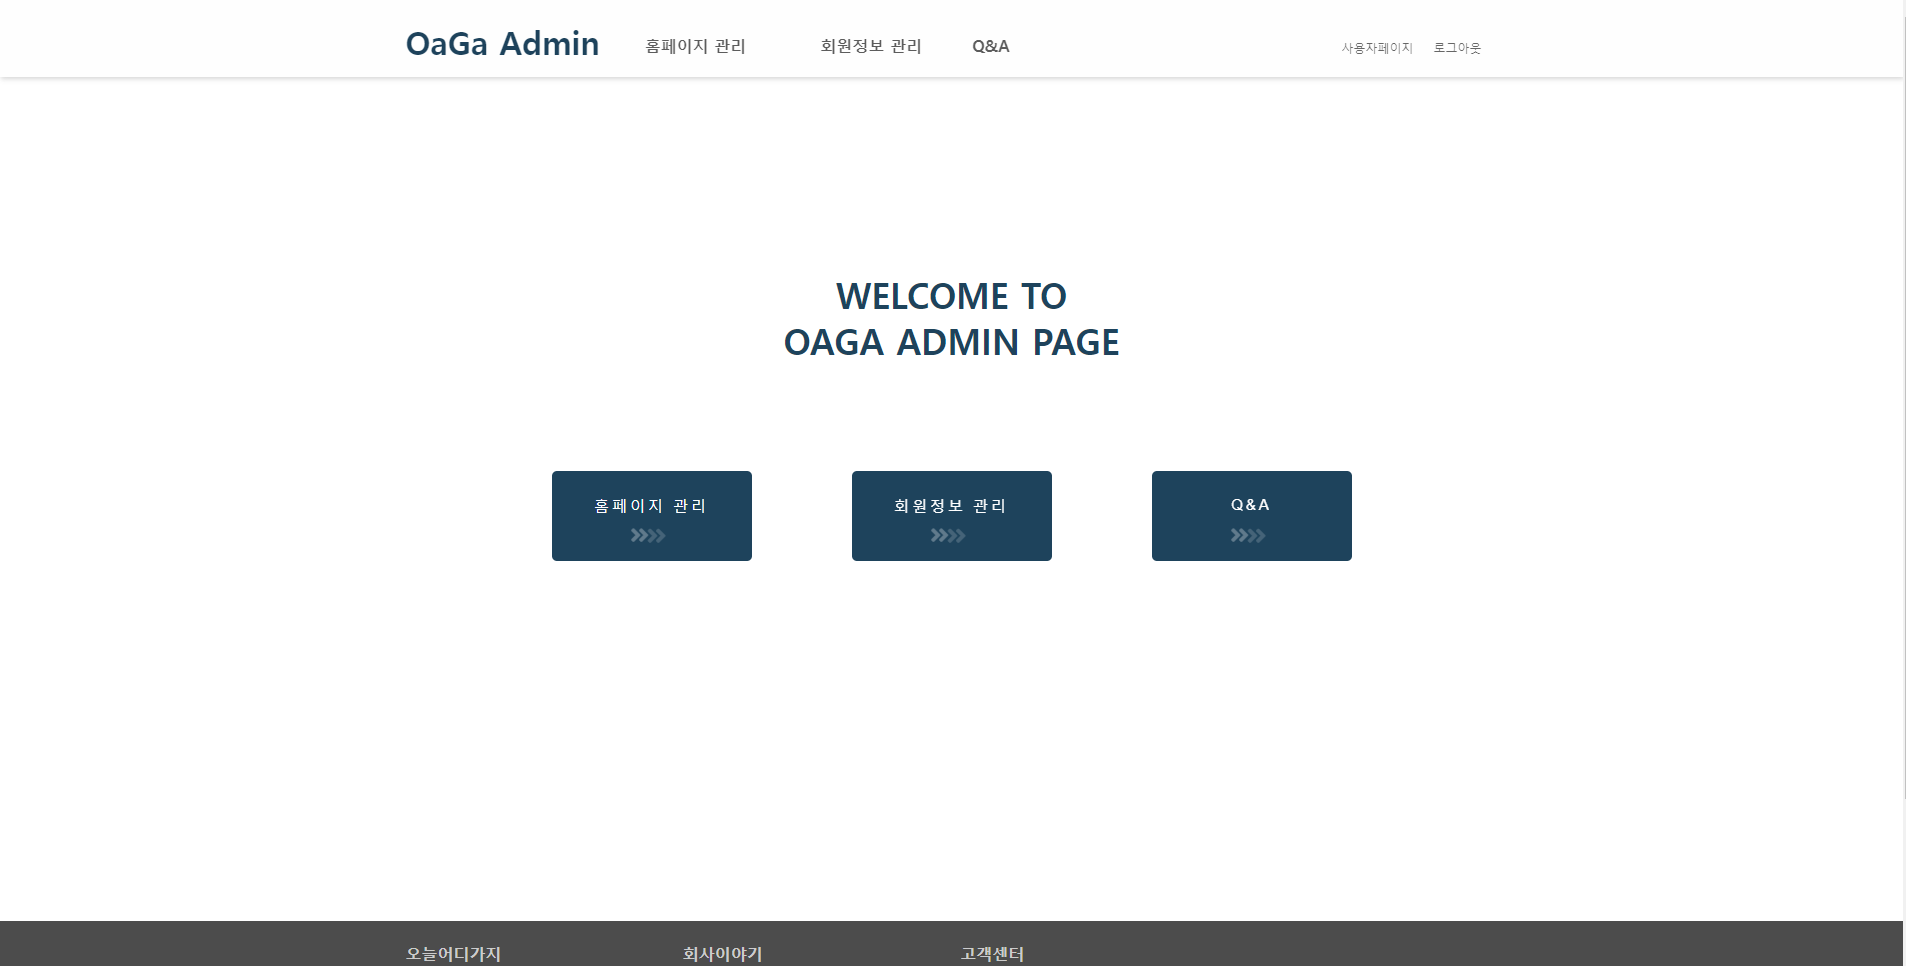 OaGa Admin 홈페이지 관리 회원정보 관리 Q&A 사용자페이지 로그아웃
WELCOME TO
OAGA ADMIN PAGE
홈페이지 관리 회원정보 관리 Q&A
오늘어디가지 회사이야기 고객센터